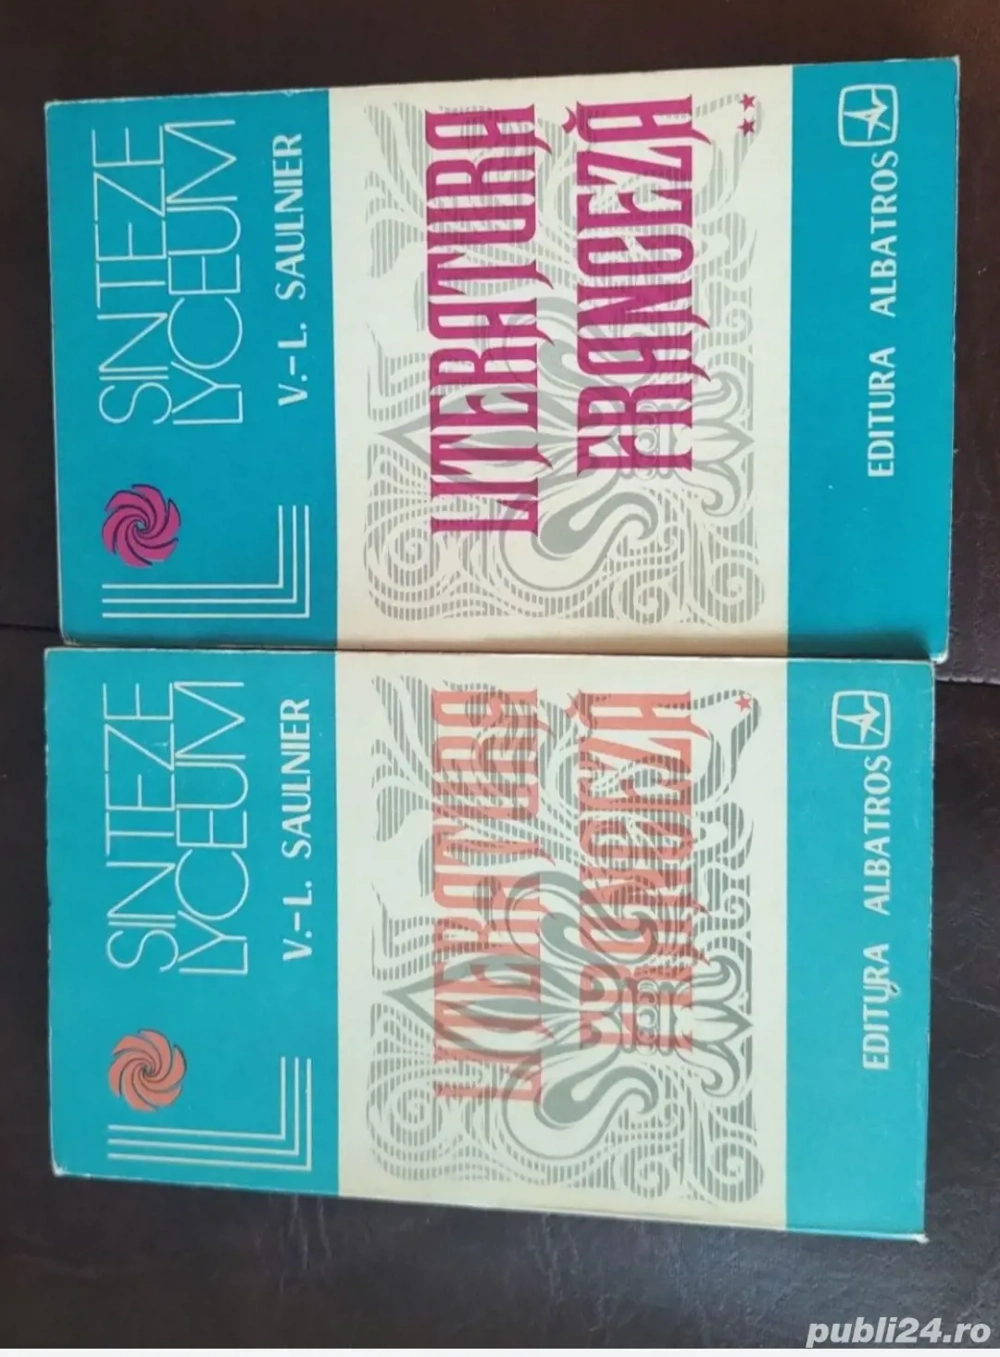 SINTEZE
LYCEUM
V.-L. SAULNIER
LITERATURA
FRANCEZĂ
EDITURA ALBATROS
SINTEZE
LYCEUM
V.-L. SAULNIER
LITERATURA
FRANCEZĂ
EDITURA ALBATROS
publi24.ro